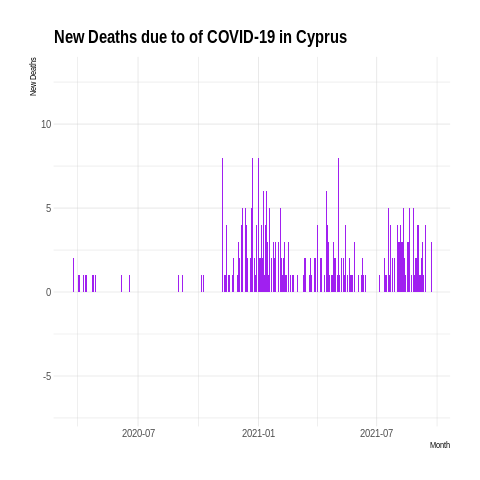 New Deaths due to of COVID-19 in Cyprus
New Deaths
10
5
0
-5
2020-07
2021-01
2021-07
Month